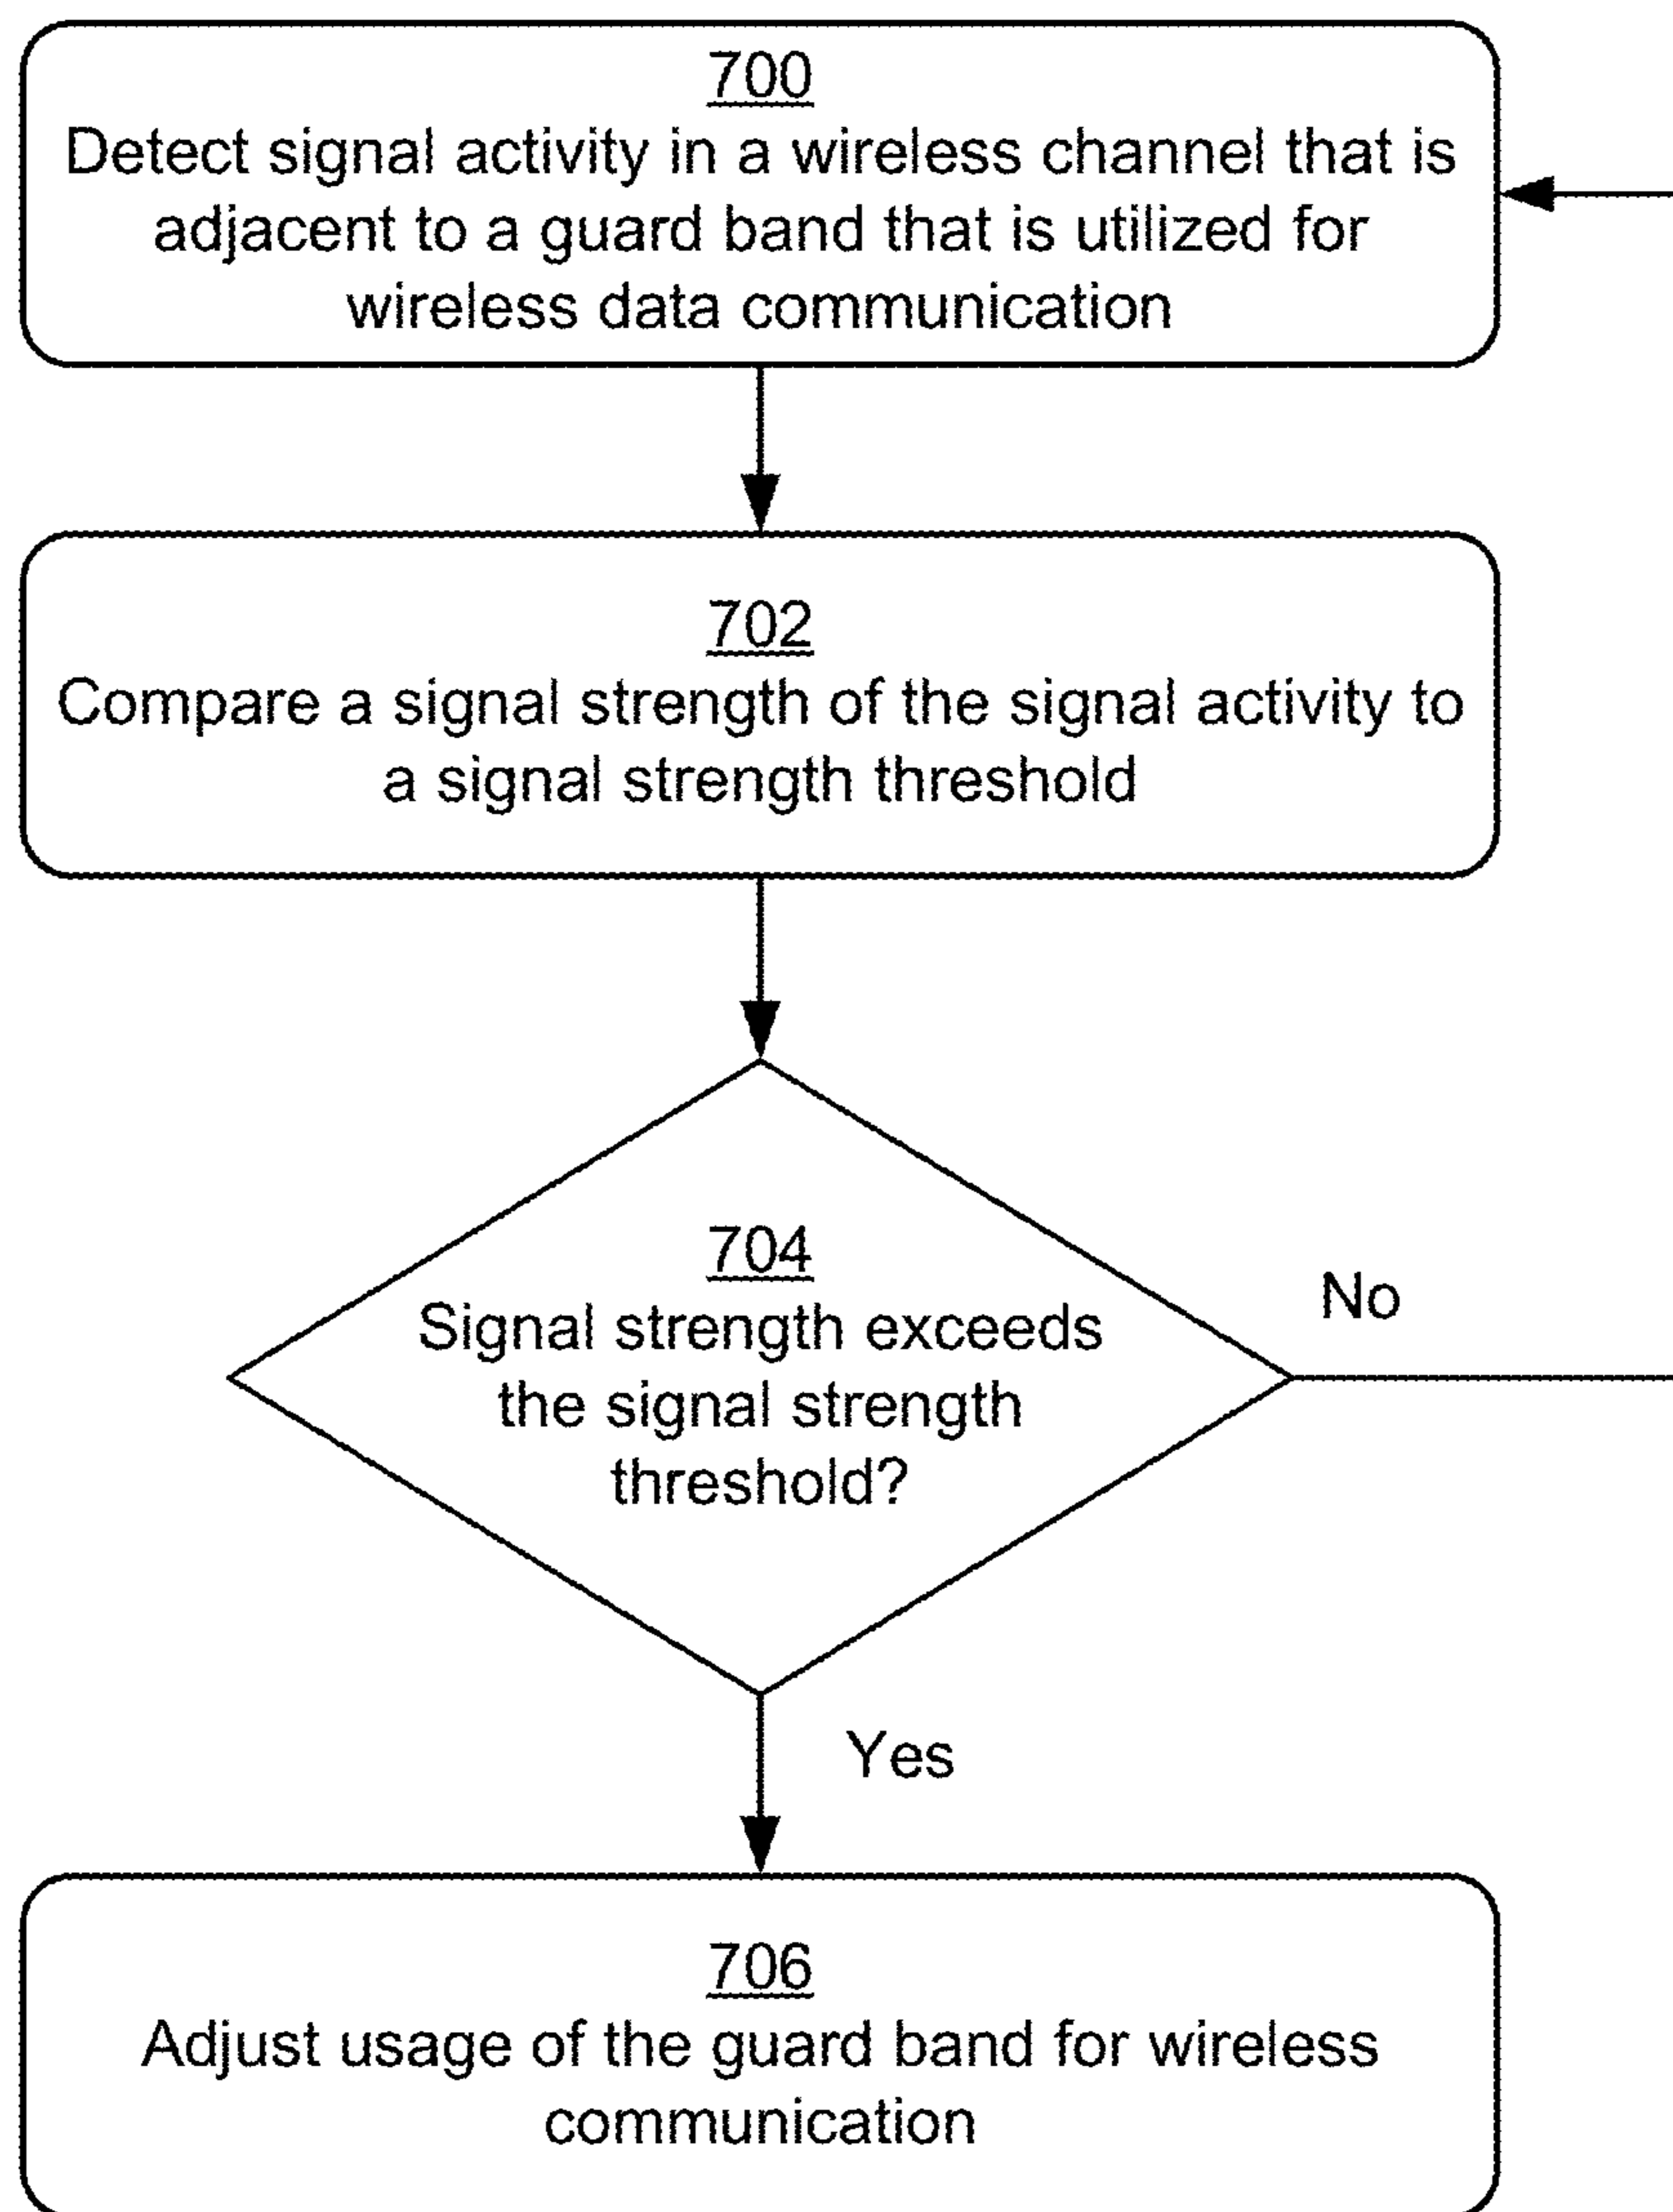 700
Detect signal activity in a wireless channel that is
adjacent to a guard band that is utilized for
wireless data communication
702
Compare a signal strength of the signal activity to
a signal strength threshold
704
Signal strength exceeds
the signal strength
threshold?
No
Yes
706
Adjust usage of the guard band for wireless
communication